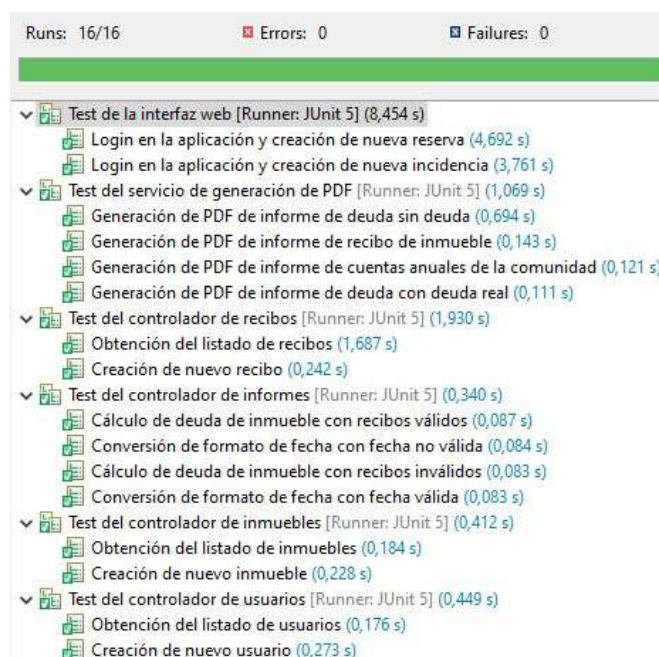 Runs: 16/16 Errors: 0 Failures: 0
Test de la interfaz web [Runner: JUnit 5] (8,454 s)
Login en la aplicación y creación de nueva reserva (4,692 s)
Login en la aplicación y creación de nueva incidencia (3,761 s)
Test del servicio de generación de PDF [Runner: JUnit 5] (1,069 s)
Generación de PDF de informe de deuda sin deuda (0,694 s)
Generación de PDF de informe de recibo de inmueble (0,143 s)
Generación de PDF de informe de cuentas anuales de la comunidad (0,121 s)
Generación de PDF de informe de deuda con deuda real (0,111 s)
Test del controlador de recibos [Runner: JUnit 5] (1,930 s)
Obtención del listado de recibos (1,687 s)
Creación de nuevo recibo (0,242 s)
Test del controlador de informes [Runner: JUnit 5] (0,340 s)
Cálculo de deuda de inmueble con recibos válidos (0,087 s)
Conversión de formato de fecha con fecha no válida (0,084 s)
Cálculo de deuda de inmueble con recibos inválidos (0,083 s)
Conversión de formato de fecha con fecha válida (0,083 s)
Test del controlador de inmuebles [Runner: JUnit 5] (0,412 s)
Obtención del listado de inmuebles (0,184 s)
Creación de nuevo inmueble (0,228 s)
Test del controlador de usuarios [Runner: JUnit 5] (0,449 s)
Obtención del listado de usuarios (0,176 s)
Creación de nuevo usuario (0,273 s)